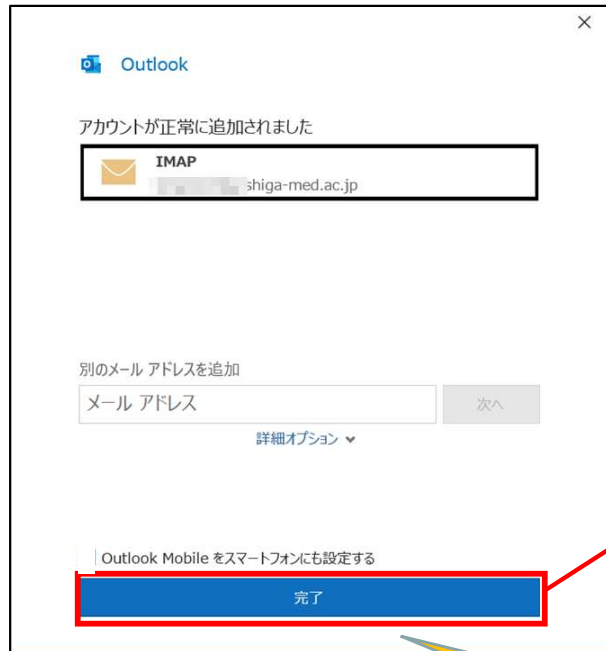 Outlook
アカウントが正常に追加されました
IMAP
shiga-med.ac.jp
別のメール アドレスを追加
メール アドレス
次へ
詳細オプション
Outlook Mobile をスマートフォンにも設定する
完了